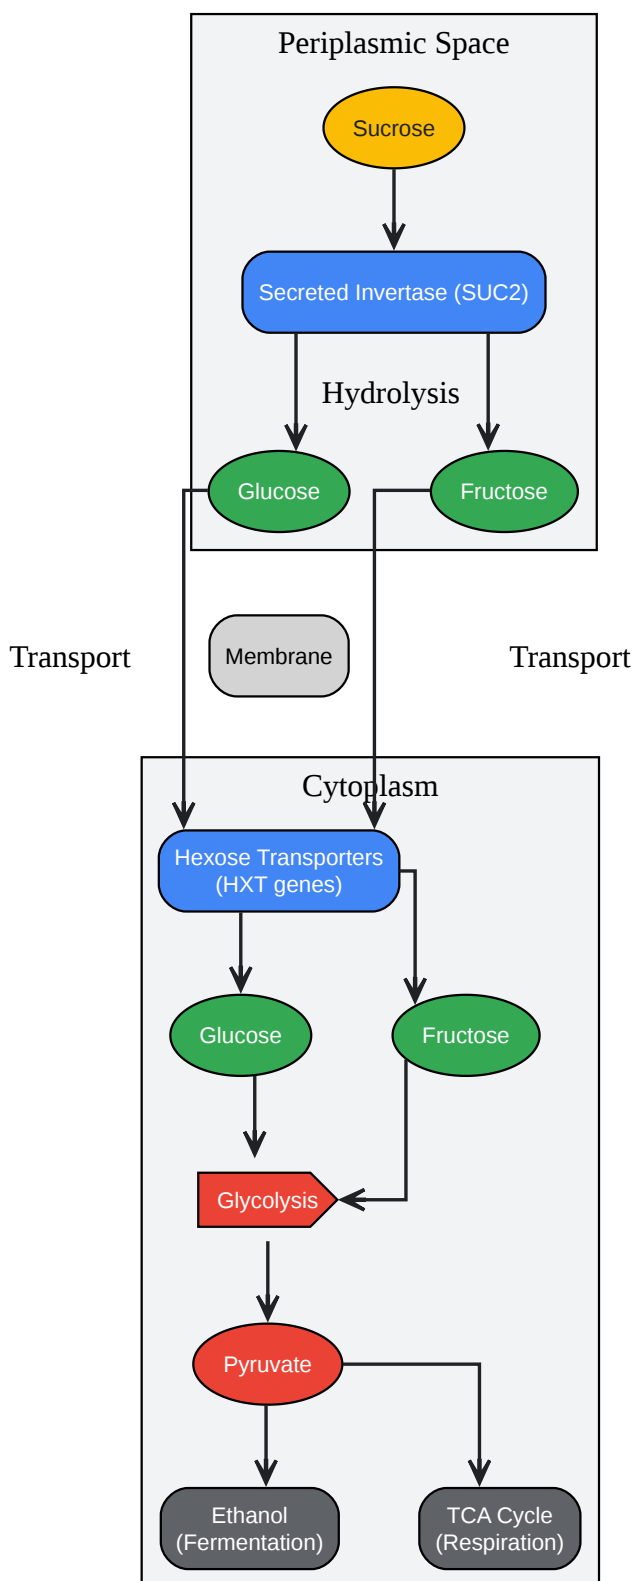 Periplasmic Space
Sucrose
Secreted Invertase (SUC2)
Hydrolysis
Glucose
Fructose
Transport
Membrane
Transport
Cytoplasm
Hexose Transporters
(HXT genes)
Glucose
Fructose
Glycolysis
Pyruvate
Ethanol
(Fermentation)
TCA Cycle
(Respiration)